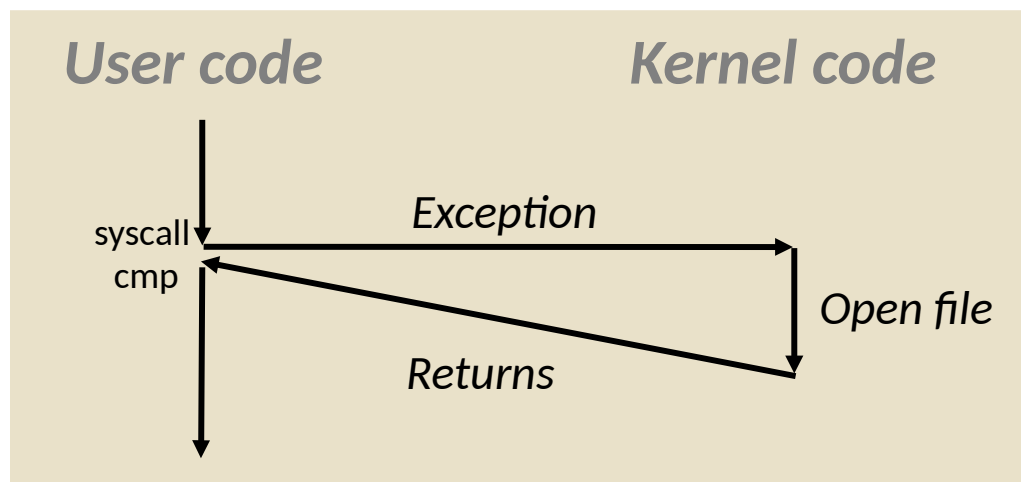 User code
Kernel code
Exception
syscall
cmp
Open file
Returns